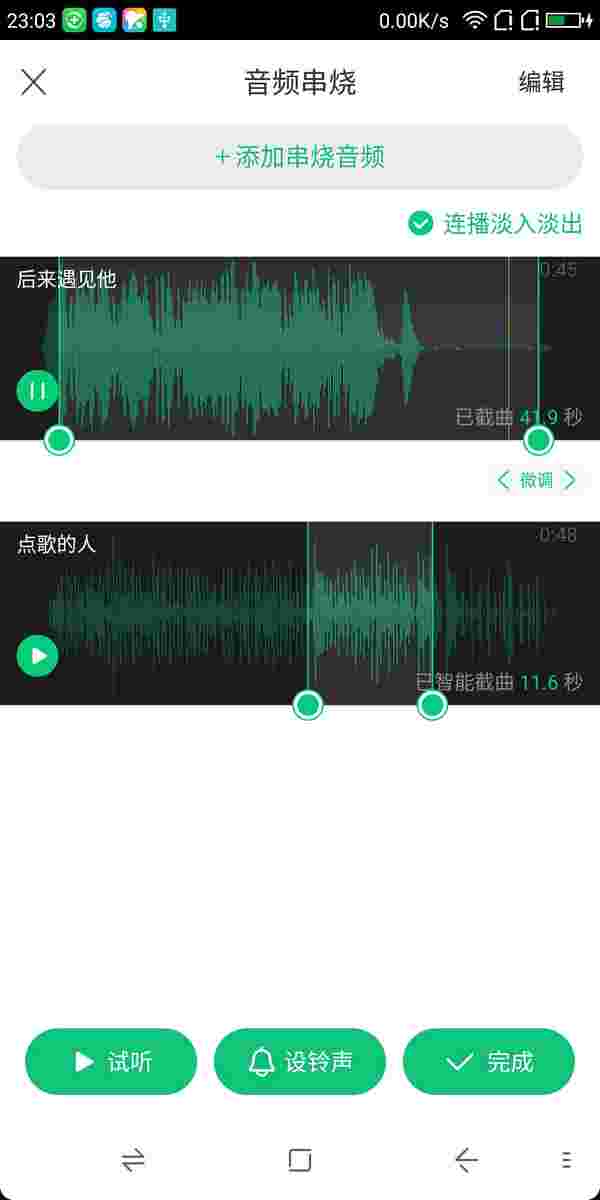 23:03 0.00K/s
音频串烧 编辑
+添加串烧音频
连播淡入淡出
后来遇见他 0:45
已截曲 41.9 秒
微调
点歌的人 0:48
已智能截曲 11.6 秒
试听 设铃声 完成